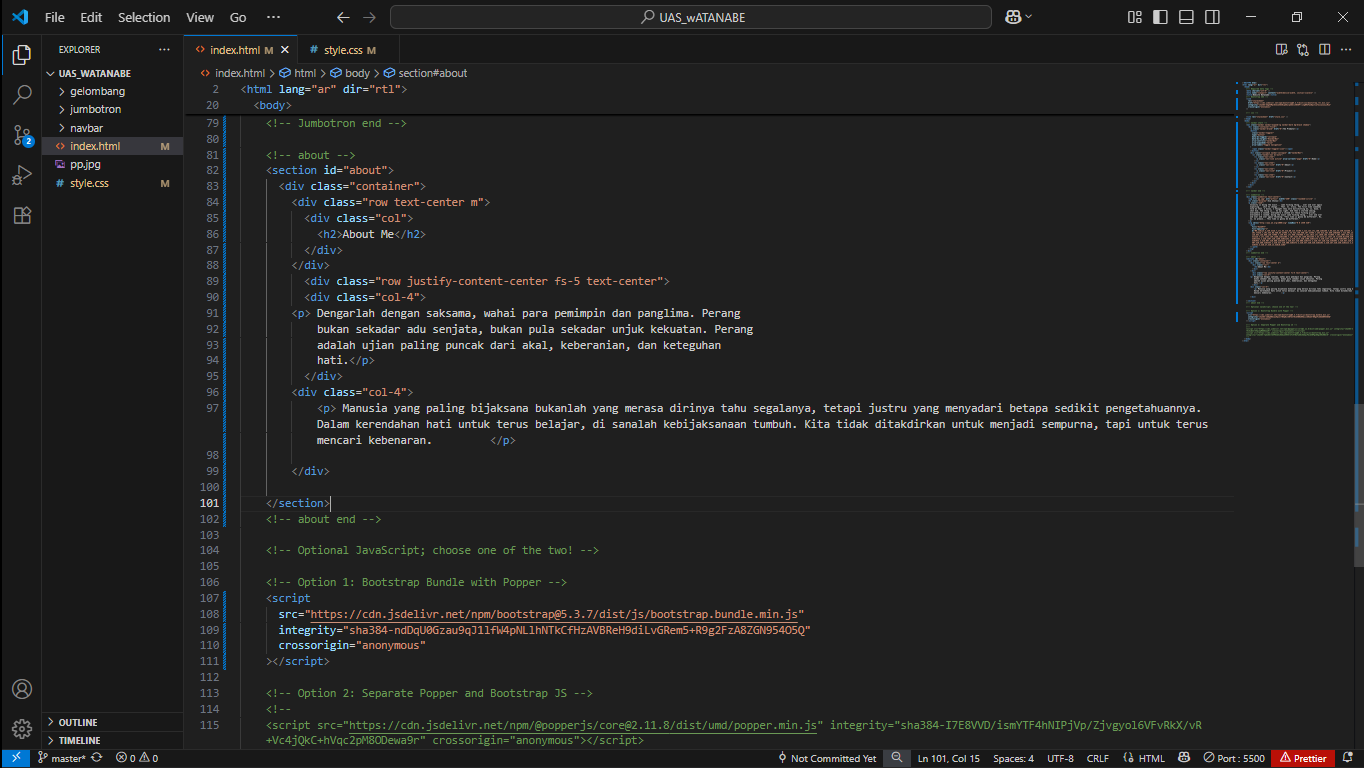 File Edit Selection View Go ··· UAS_wATANBE
EXPLORER ···
UAS_WATANABE
gelombang
jumbotron
navbar
index.html M
pp.jpg
style.css M
OUTLINE
TIMELINE
2
index.html M
style.css M
index.html > html > body > section#about
2 <html lang="ar" dir="rtl">
20 <body>
79 <!-- Jumbotron end -->
80
81 <!-- about -->
82 <section id="about">
83 <div class="container">
84 <div class="row text-center m">
85 <div class="col">
86 <h2>About Me</h2>
87 </div>
88 </div>
89 <div class="row justify-content-center fs-5 text-center">
90 <div class="col-4">
91 <p> Dengarlah dengan saksama, wahai para pemimpin dan panglima. Perang
92 bukan sekadar adu senjata, bukan pula sekadar unjuk kekuatan. Perang
93 adalah ujian paling puncak dari akal, keberanian, dan keteguhan
94 hati.</p>
95 </div>
96 <div class="col-4">
97 <p> Manusia yang paling bijaksana bukanlah yang merasa dirinya tahu segalanya, tetapi justru yang menyadari betapa sedikit pengetahuannya.
Dalam kerendahan hati untuk terus belajar, di sanalah kebijaksanaan tumbuh. Kita tidak ditakdirkan untuk menjadi sempurna, tapi untuk terus
mencari kebenaran. </p>
98
99 </div>
100
101 </section>
102 <!-- about end -->
103
104 <!-- Optional JavaScript; choose one of the two! -->
105
106 <!-- Option 1: Bootstrap Bundle with Popper -->
107 <script
108 src="https://cdn.jsdelivr.net/npm/bootstrap@5.3.7/dist/js/bootstrap.bundle.min.js"
109 integrity="sha384-ndDqU0Gzau9qJ1lfW4pNLlhNTkCfHzAVBReH9diLvGRem5+R9g2FzA8ZGN954O5Q"
110 crossorigin="anonymous"
111 ></script>
112
113 <!-- Option 2: Separate Popper and Bootstrap JS -->
114 <!--
115 <script src="https://cdn.jsdelivr.net/npm/@popperjs/core@2.11.8/dist/umd/popper.min.js" integrity="sha384-I7E8VVD/ismYTF4hNIPjVp/Zjvgyol6VFvRkX/vR
+Vc4jQkC+hVqc2pM8ODewa9r" crossorigin="anonymous"></script>
master* 0 0 Not Committed Yet Ln 101, Col 15 Spaces: 4 UTF-8 CRLF HTML Port : 5500 Prettier